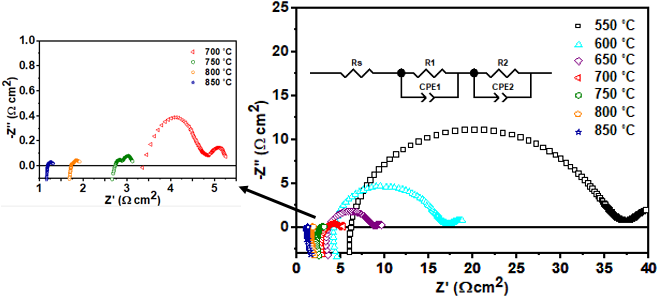 1.0
0.8
0.6
0.4
0.2
0.0
-Z'' (Ω cm²)
700 °C
750 °C
800 °C
850 °C
1 2 3 4 5
Z' (Ω cm²)
25
20
15
10
5
0
-Z'' (Ω cm²)
Rs R1 R2
CPE1 CPE2
550 °C
600 °C
650 °C
700 °C
750 °C
800 °C
850 °C
0 5 10 15 20 25 30 35 40
Z' (Ωcm²)